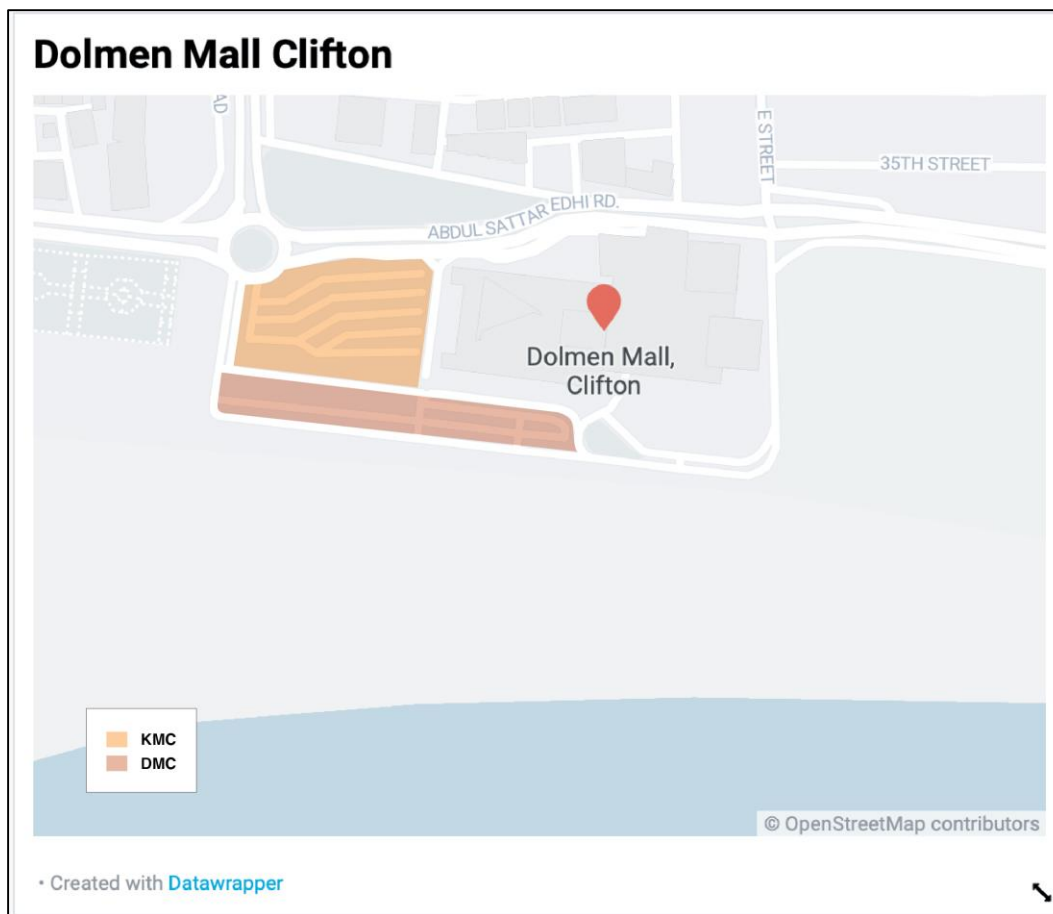 Dolmen Mall Clifton
AD
E STREET
35TH STREET
ABDUL SATTAR EDHI RD.
Dolmen Mall,
Clifton
KMC
DMC
© OpenStreetMap contributors
• Created with Datawrapper